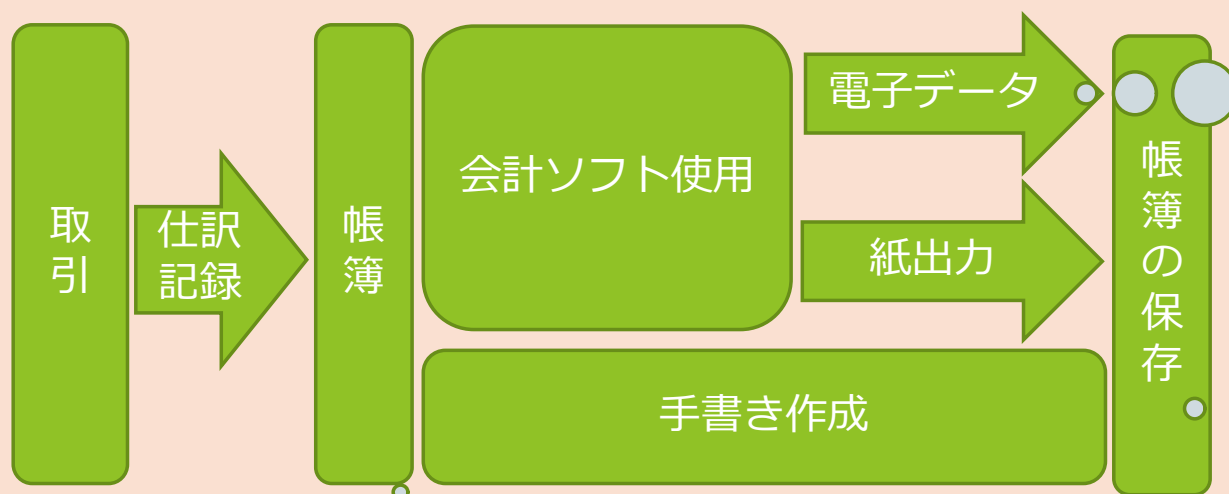 取引
仕訳
記録
帳簿
会計ソフト使用
電子データ
紙出力
手書き作成
帳簿の保存